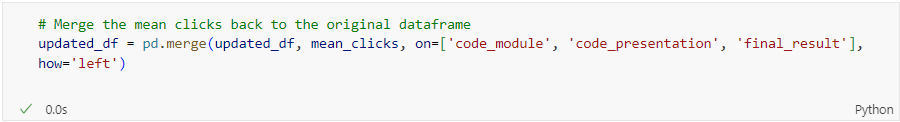 # Merge the mean clicks back to the original dataframe
updated_df = pd.merge(updated_df, mean_clicks, on=['code_module', 'code_presentation', 'final_result'],
how='left')
0.0s
Python